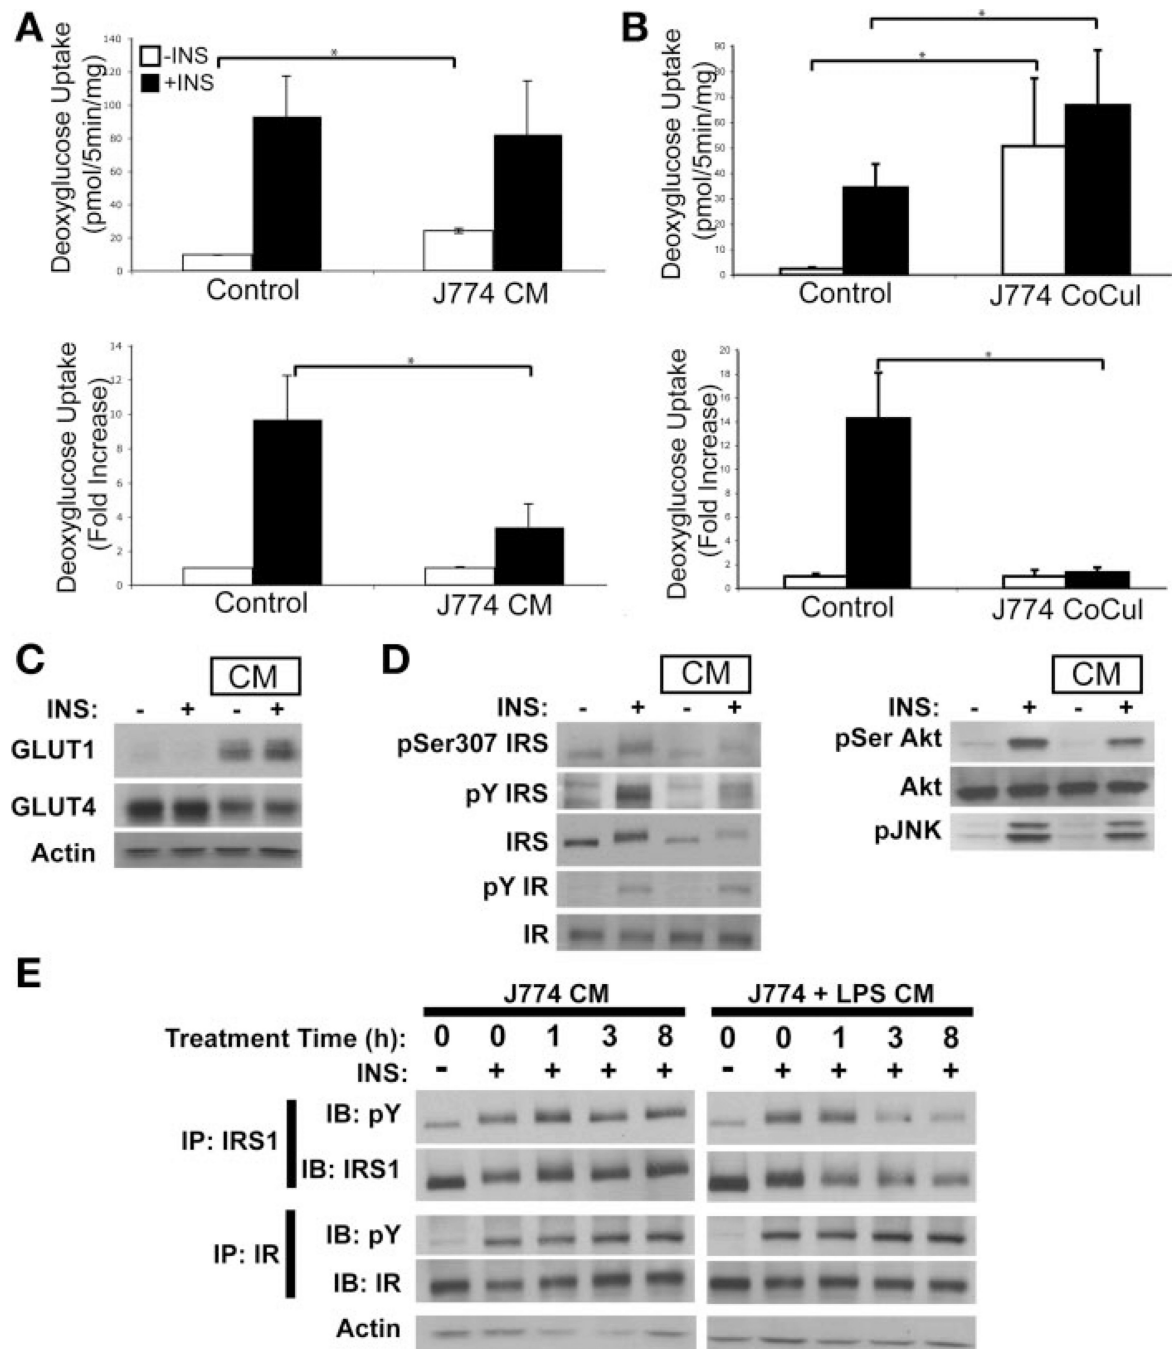 A
Deoxyglucose Uptake
(pmol/5min/mg)
140
120
100
80
60
40
20
0
-INS
+INS
*
Control
J774 CM
B
Deoxyglucose Uptake
(pmol/5min/mg)
90
80
70
60
50
40
30
20
10
0
*
*
Control
J774 CoCul
Deoxyglucose Uptake
(Fold Increase)
14
12
10
8
6
4
2
0
*
Control
J774 CM
Deoxyglucose Uptake
(Fold Increase)
20
18
16
14
12
10
8
6
4
2
0
*
Control
J774 CoCul
C
CM
INS: - + - +
GLUT1
GLUT4
Actin
D
CM
INS: - + - +
pSer307 IRS
pY IRS
IRS
pY IR
IR
CM
INS: - + - +
pSer Akt
Akt
pJNK
E
J774 CM
J774 + LPS CM
Treatment Time (h): 0 0 1 3 8 0 0 1 3 8
INS: - + + + + - + + + +
IP: IRS1
IB: pY
IB: IRS1
IP: IR
IB: pY
IB: IR
Actin